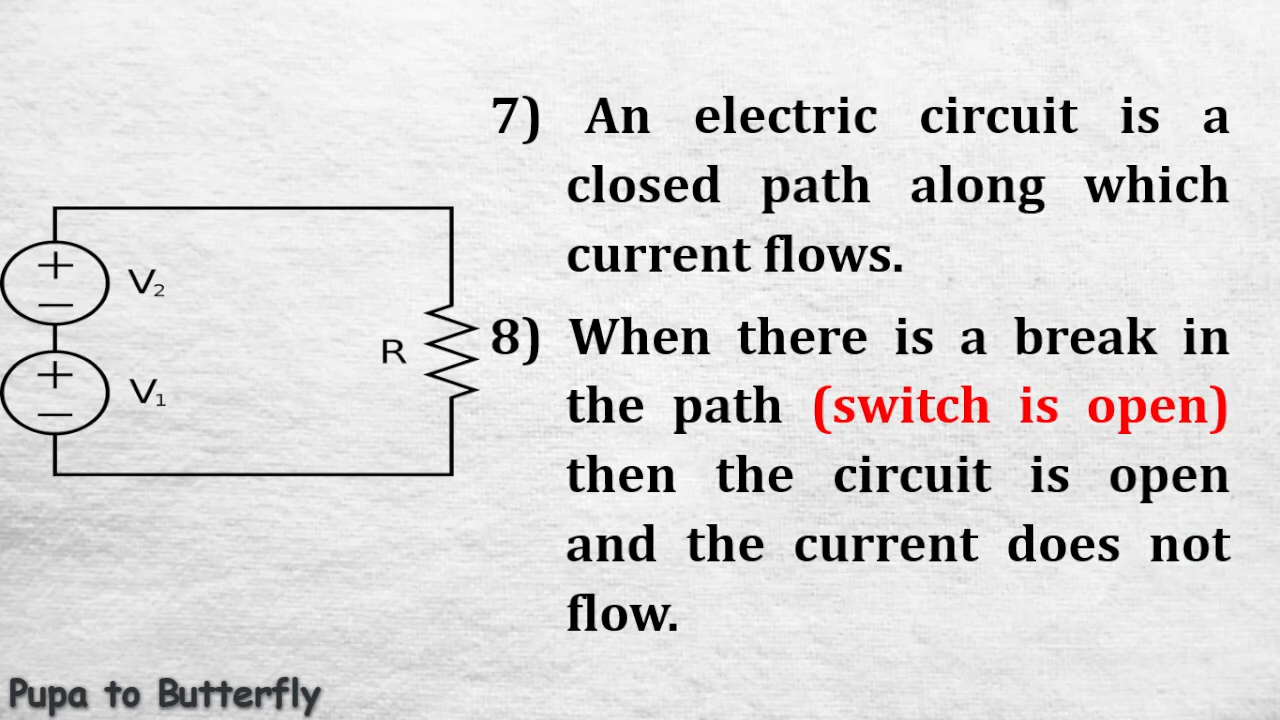 7) An electric circuit is a
closed path along which
current flows.
8) When there is a break in
the path (switch is open)
then the circuit is open
and the current does not
flow.
V₂
V₁
R
Pupa to Butterfly